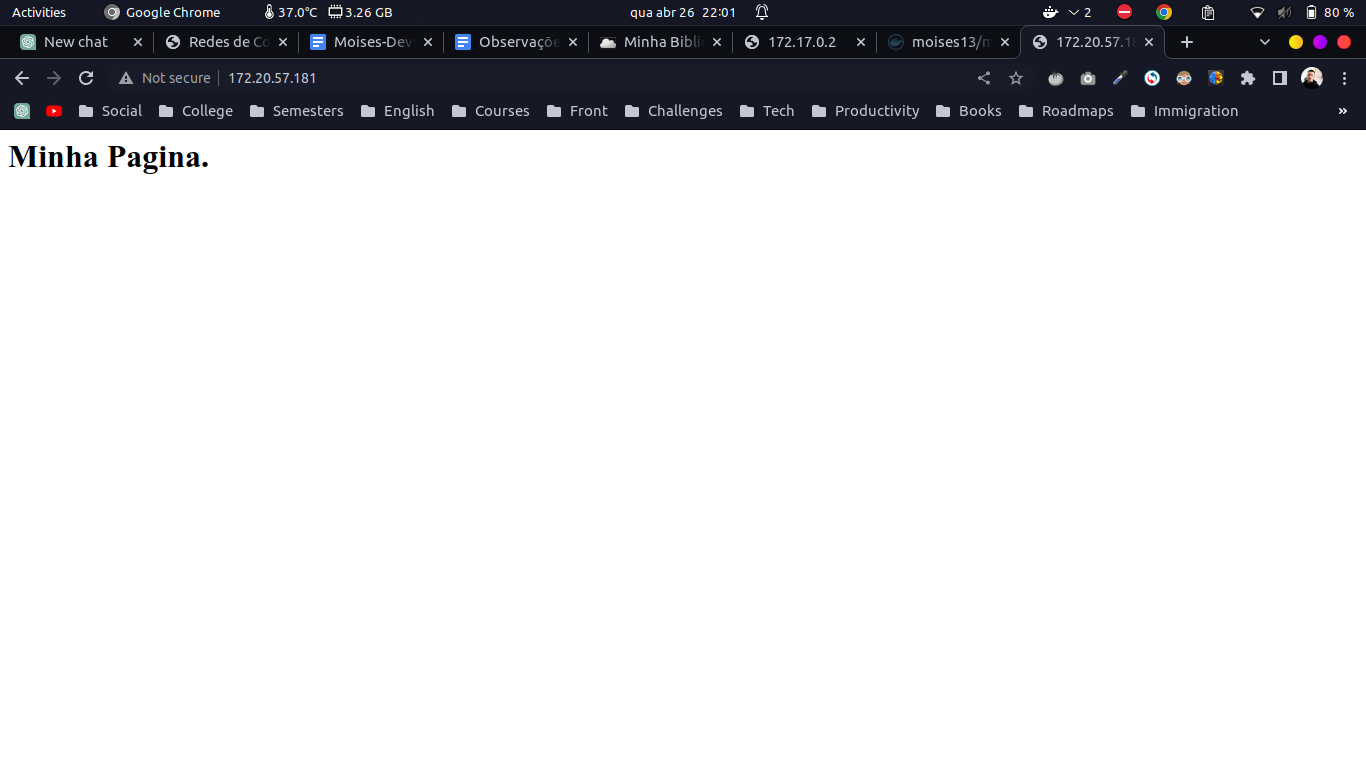 Activities Google Chrome 37.0°C 3.26 GB qua abr 26 22:01 2 80 %
New chat Redes de Co Moises-Dev Observaçõe Minha Bibli 172.17.0.2 moises13/m 172.20.57.18
Not secure 172.20.57.181
Social College Semesters English Courses Front Challenges Tech Productivity Books Roadmaps Immigration »
Minha Pagina.